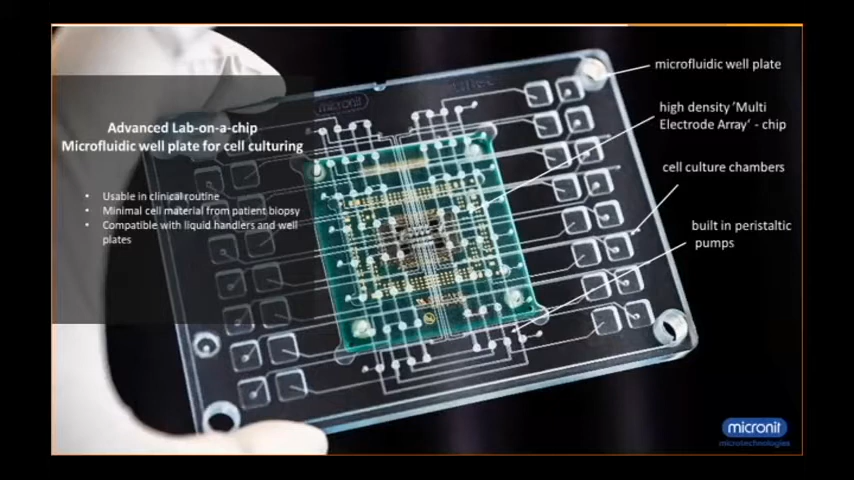 Advanced Lab-on-a-chip
Microfluidic well plate for cell culturing
• Usable in clinical routine
• Minimal cell material from patient biopsy
• Compatible with liquid handlers and well
plates
microfluidic well plate
high density ‘Multi
Electrode Array’ - chip
cell culture chambers
built in peristaltic
pumps
micronit
micronit
microtechnologies